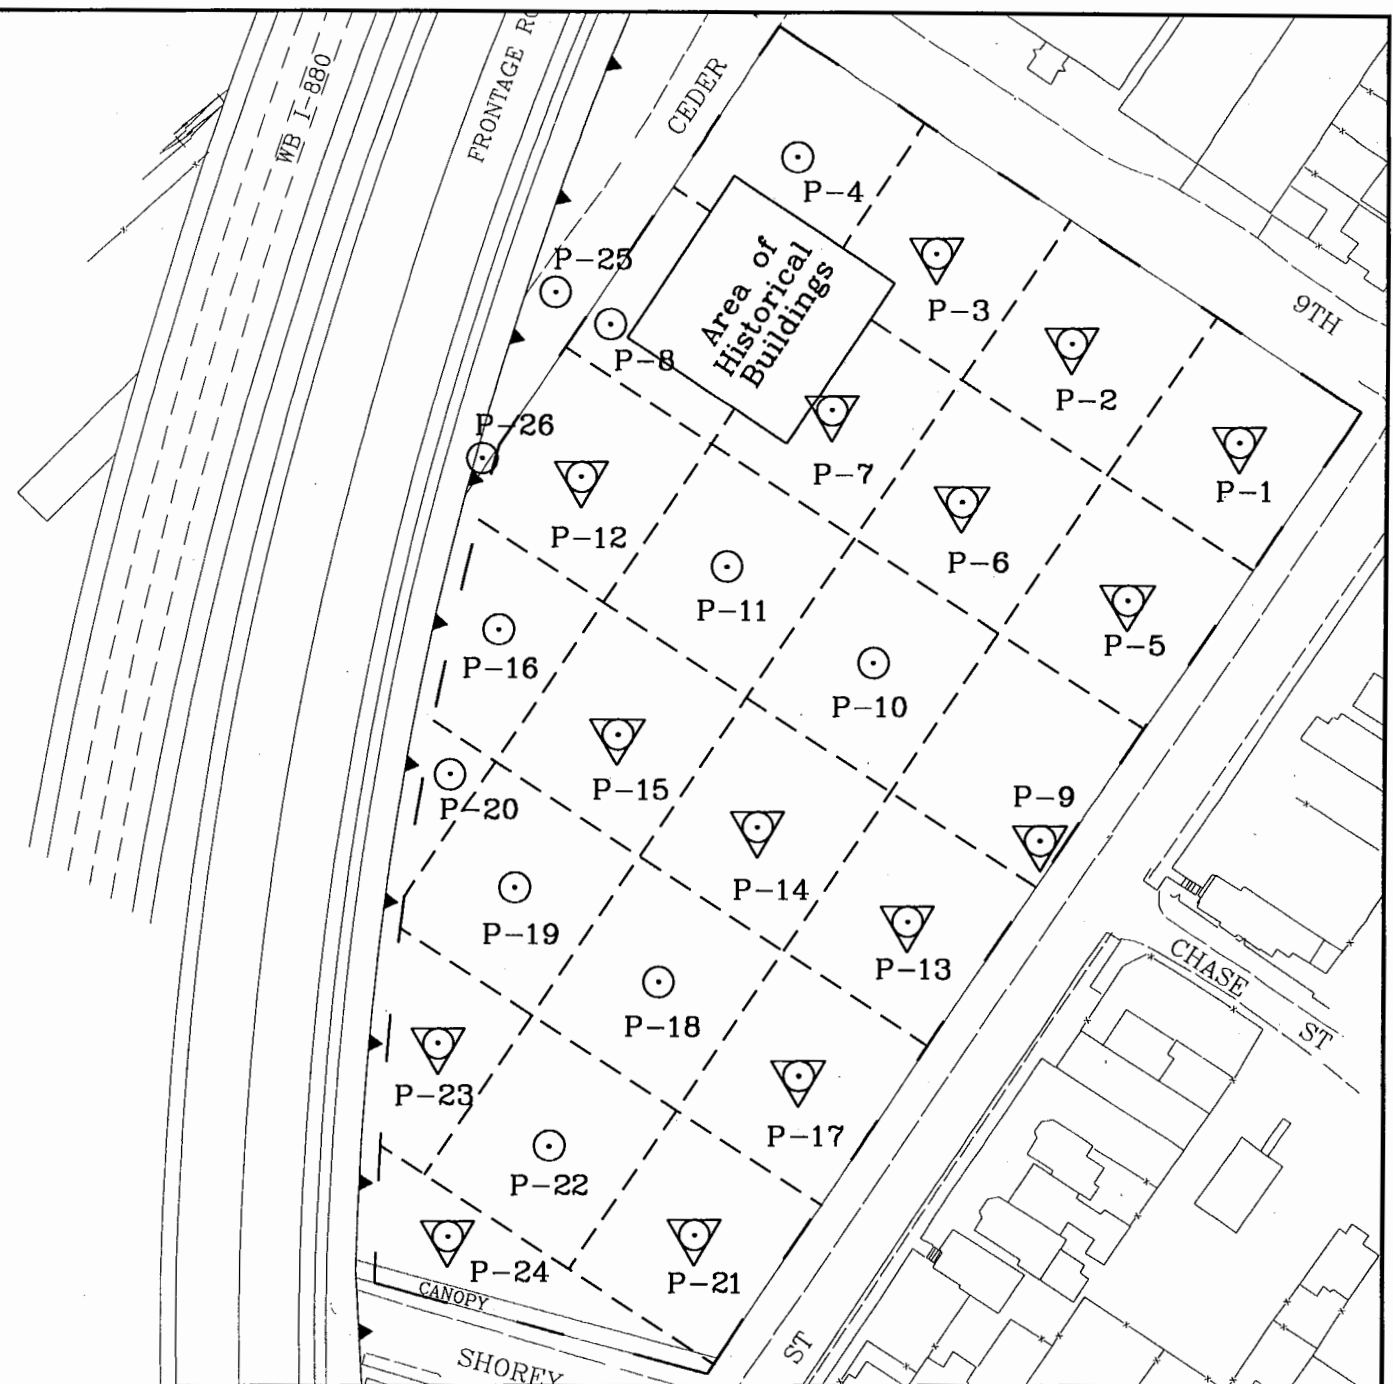 WB I-880
FRONTAGE
CEDER
9TH
P-4
P-3
P-25
Area of
Historical
Buildings
P-8
P-2
P-26
P-7
P-1
P-12
P-6
P-11
P-5
P-16
P-10
P-15
P-9
P-20
P-14
P-19
P-13
CHASE
ST
P-18
P-23
P-17
P-22
P-24
P-21
CANOPY
SHOREY
ST